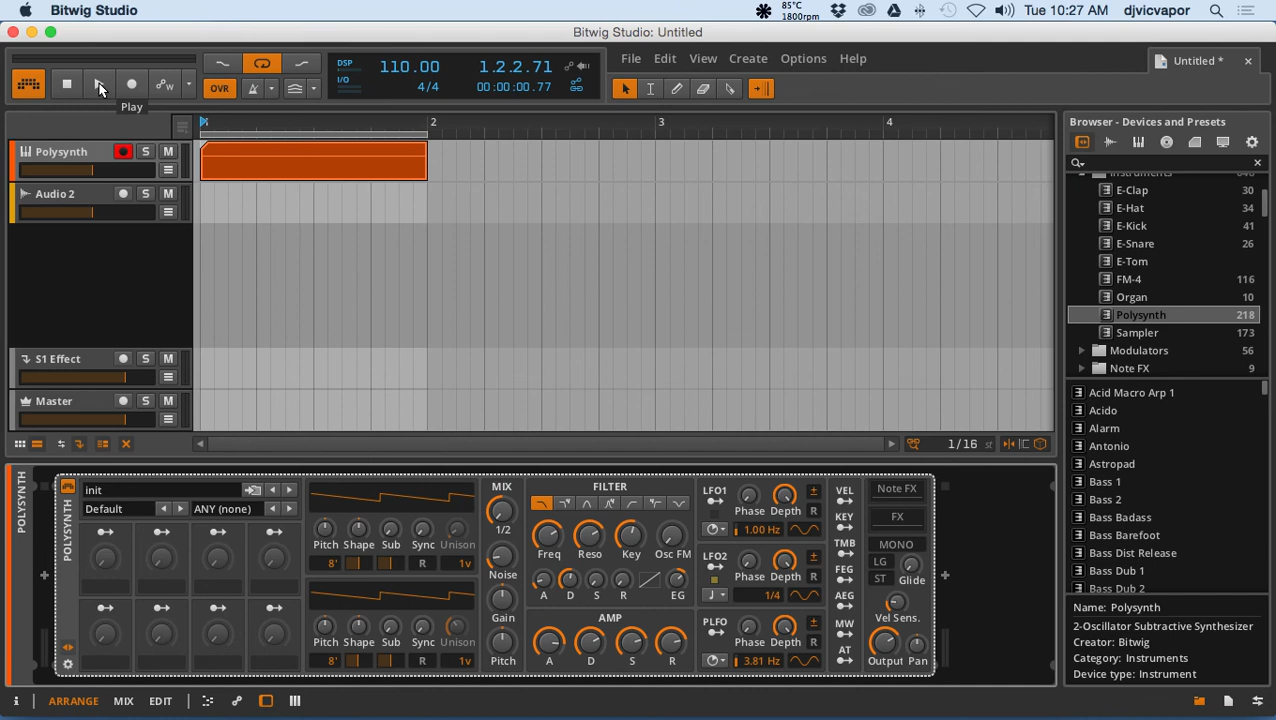 Bitwig Studio
85°C
1800rpm
Tue 10:27 AM djvicvapor
Bitwig Studio: Untitled
OVR
DSP
I/O
110.00
4/4
1.2.2.71
00:00:00.77
File Edit View Create Options Help
Untitled *
Play
2 3 4
Browser - Devices and Presets
Polysynth S M
Audio 2 S M
S1 Effect S M
Master S M
1/16 st
Instruments 646
E-Clap 30
E-Hat 34
E-Kick 41
E-Snare 26
E-Tom
FM-4 116
Organ 10
Polysynth 218
Sampler 173
Modulators 56
Note FX 9
Acid Macro Arp 1
Acido
Alarm
Antonio
Astropad
Bass 1
Bass 2
Bass Badass
Bass Barefoot
Bass Dist Release
Bass Dub 1
Bass Dub 2
Name: Polysynth
2-Oscillator Subtractive Synthesizer
Creator: Bitwig
Category: Instruments
Device type: Instrument
POLYSYNTH
POLYSYNTH
init
Default ANY (none)
Pitch Shape Sub Sync Unison
8' R 1v
Pitch Shape Sub Sync Unison
8' R 1v
MIX
1/2
Noise
Gain
Pitch
FILTER
Freq Reso Key Osc FM
A D S R EG
AMP
A D S R
LFO1
Phase Depth R
1.00 Hz
LFO2
Phase Depth R
1/4
PLFO
Phase Depth R
3.81 Hz
VEL
KEY
TMB
FEG
AEG
MW
AT
Note FX
FX
MONO
LG
ST
Glide
Vel Sens.
Output Pan
i ARRANGE MIX EDIT